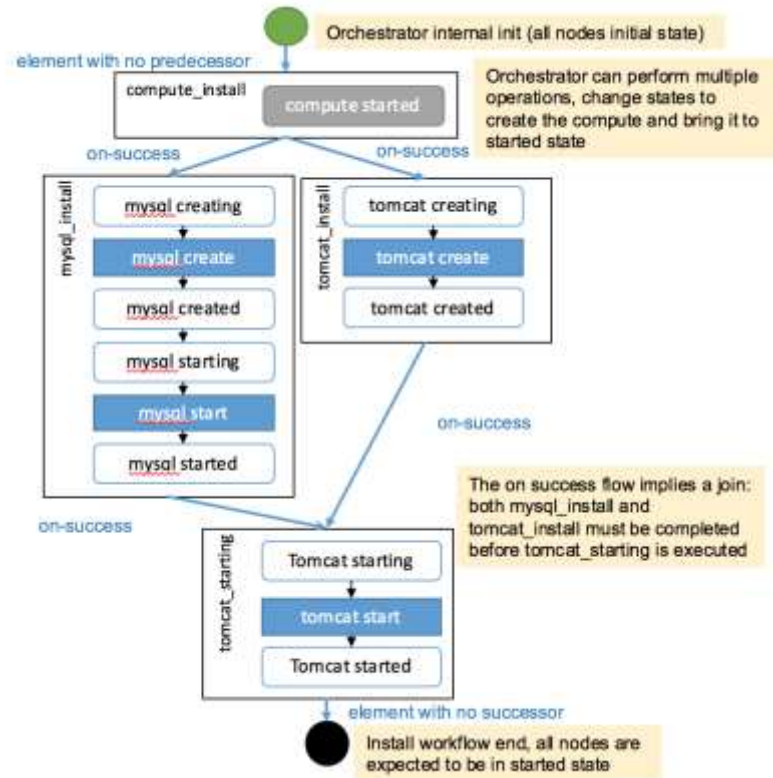 Orchestrator internal init (all nodes initial state)
element with no predecessor
compute_install
compute started
Orchestrator can perform multiple
operations, change states to
create the compute and bring it to
started state
on-success
on-success
mysql_install
mysql creating
mysql create
mysql created
mysql starting
mysql start
mysql started
tomcat_install
tomcat creating
tomcat create
tomcat created
on-success
on-success
The on success flow implies a join:
both mysql_install and
tomcat_install must be completed
before tomcat_starting is executed
tomcat_starting
Tomcat starting
tomcat start
Tomcat started
element with no successor
Install workflow end, all nodes are
expected to be in started state